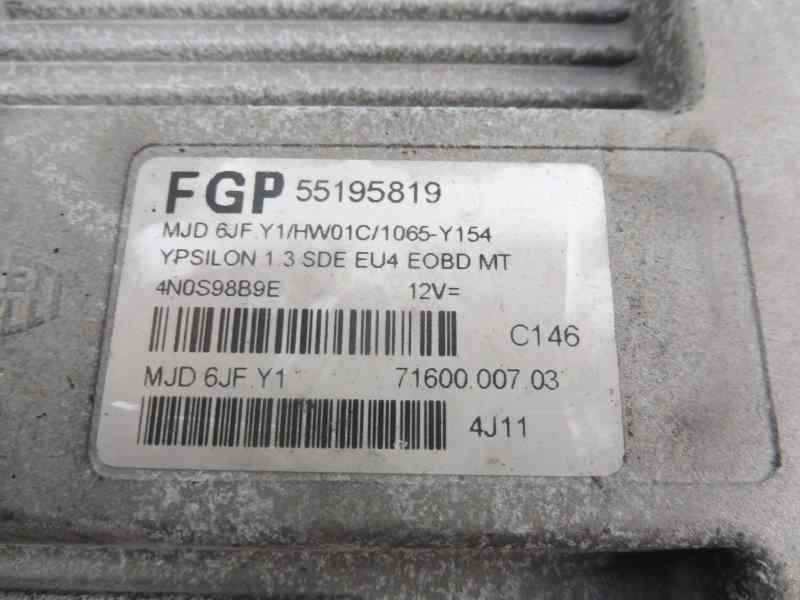 FGP 55195819
MJD 6JF.Y1/HW01C/1065-Y154
YPSILON 1.3 SDE EU4 EOBD MT
4N0S98B9E 12V=
C146
MJD 6JF.Y1 71600.007.03
4J11